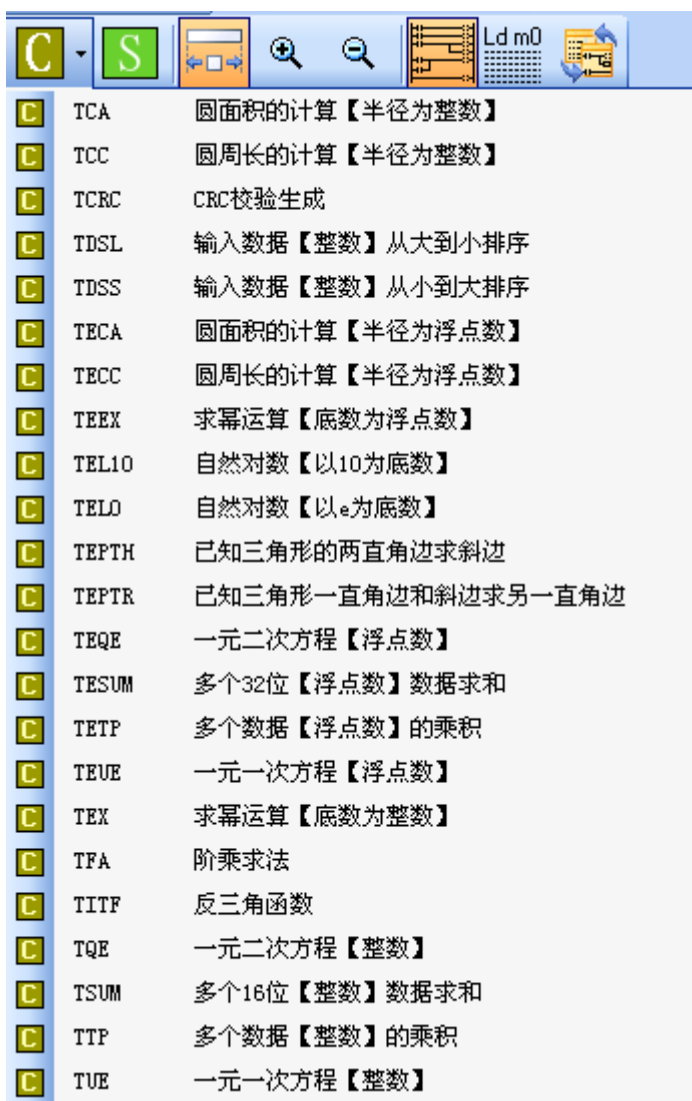 C S Ld m0
C TCA 圆面积的计算【半径为整数】
C TCC 圆周长的计算【半径为整数】
C TCRC CRC校验生成
C TDSL 输入数据【整数】从大到小排序
C TDSS 输入数据【整数】从小到大排序
C TECA 圆面积的计算【半径为浮点数】
C TECC 圆周长的计算【半径为浮点数】
C TEEX 求幂运算【底数为浮点数】
C TEL10 自然对数【以10为底数】
C TELO 自然对数【以e为底数】
C TEPTH 已知三角形的两直角边求斜边
C TEPTR 已知三角形一直角边和斜边求另一直角边
C TEQE 一元二次方程【浮点数】
C TESUM 多个32位【浮点数】数据求和
C TETP 多个数据【浮点数】的乘积
C TEUE 一元一次方程【浮点数】
C TEX 求幂运算【底数为整数】
C TFA 阶乘求法
C TITF 反三角函数
C TQE 一元二次方程【整数】
C TSUM 多个16位【整数】数据求和
C TTP 多个数据【整数】的乘积
C TUE 一元一次方程【整数】